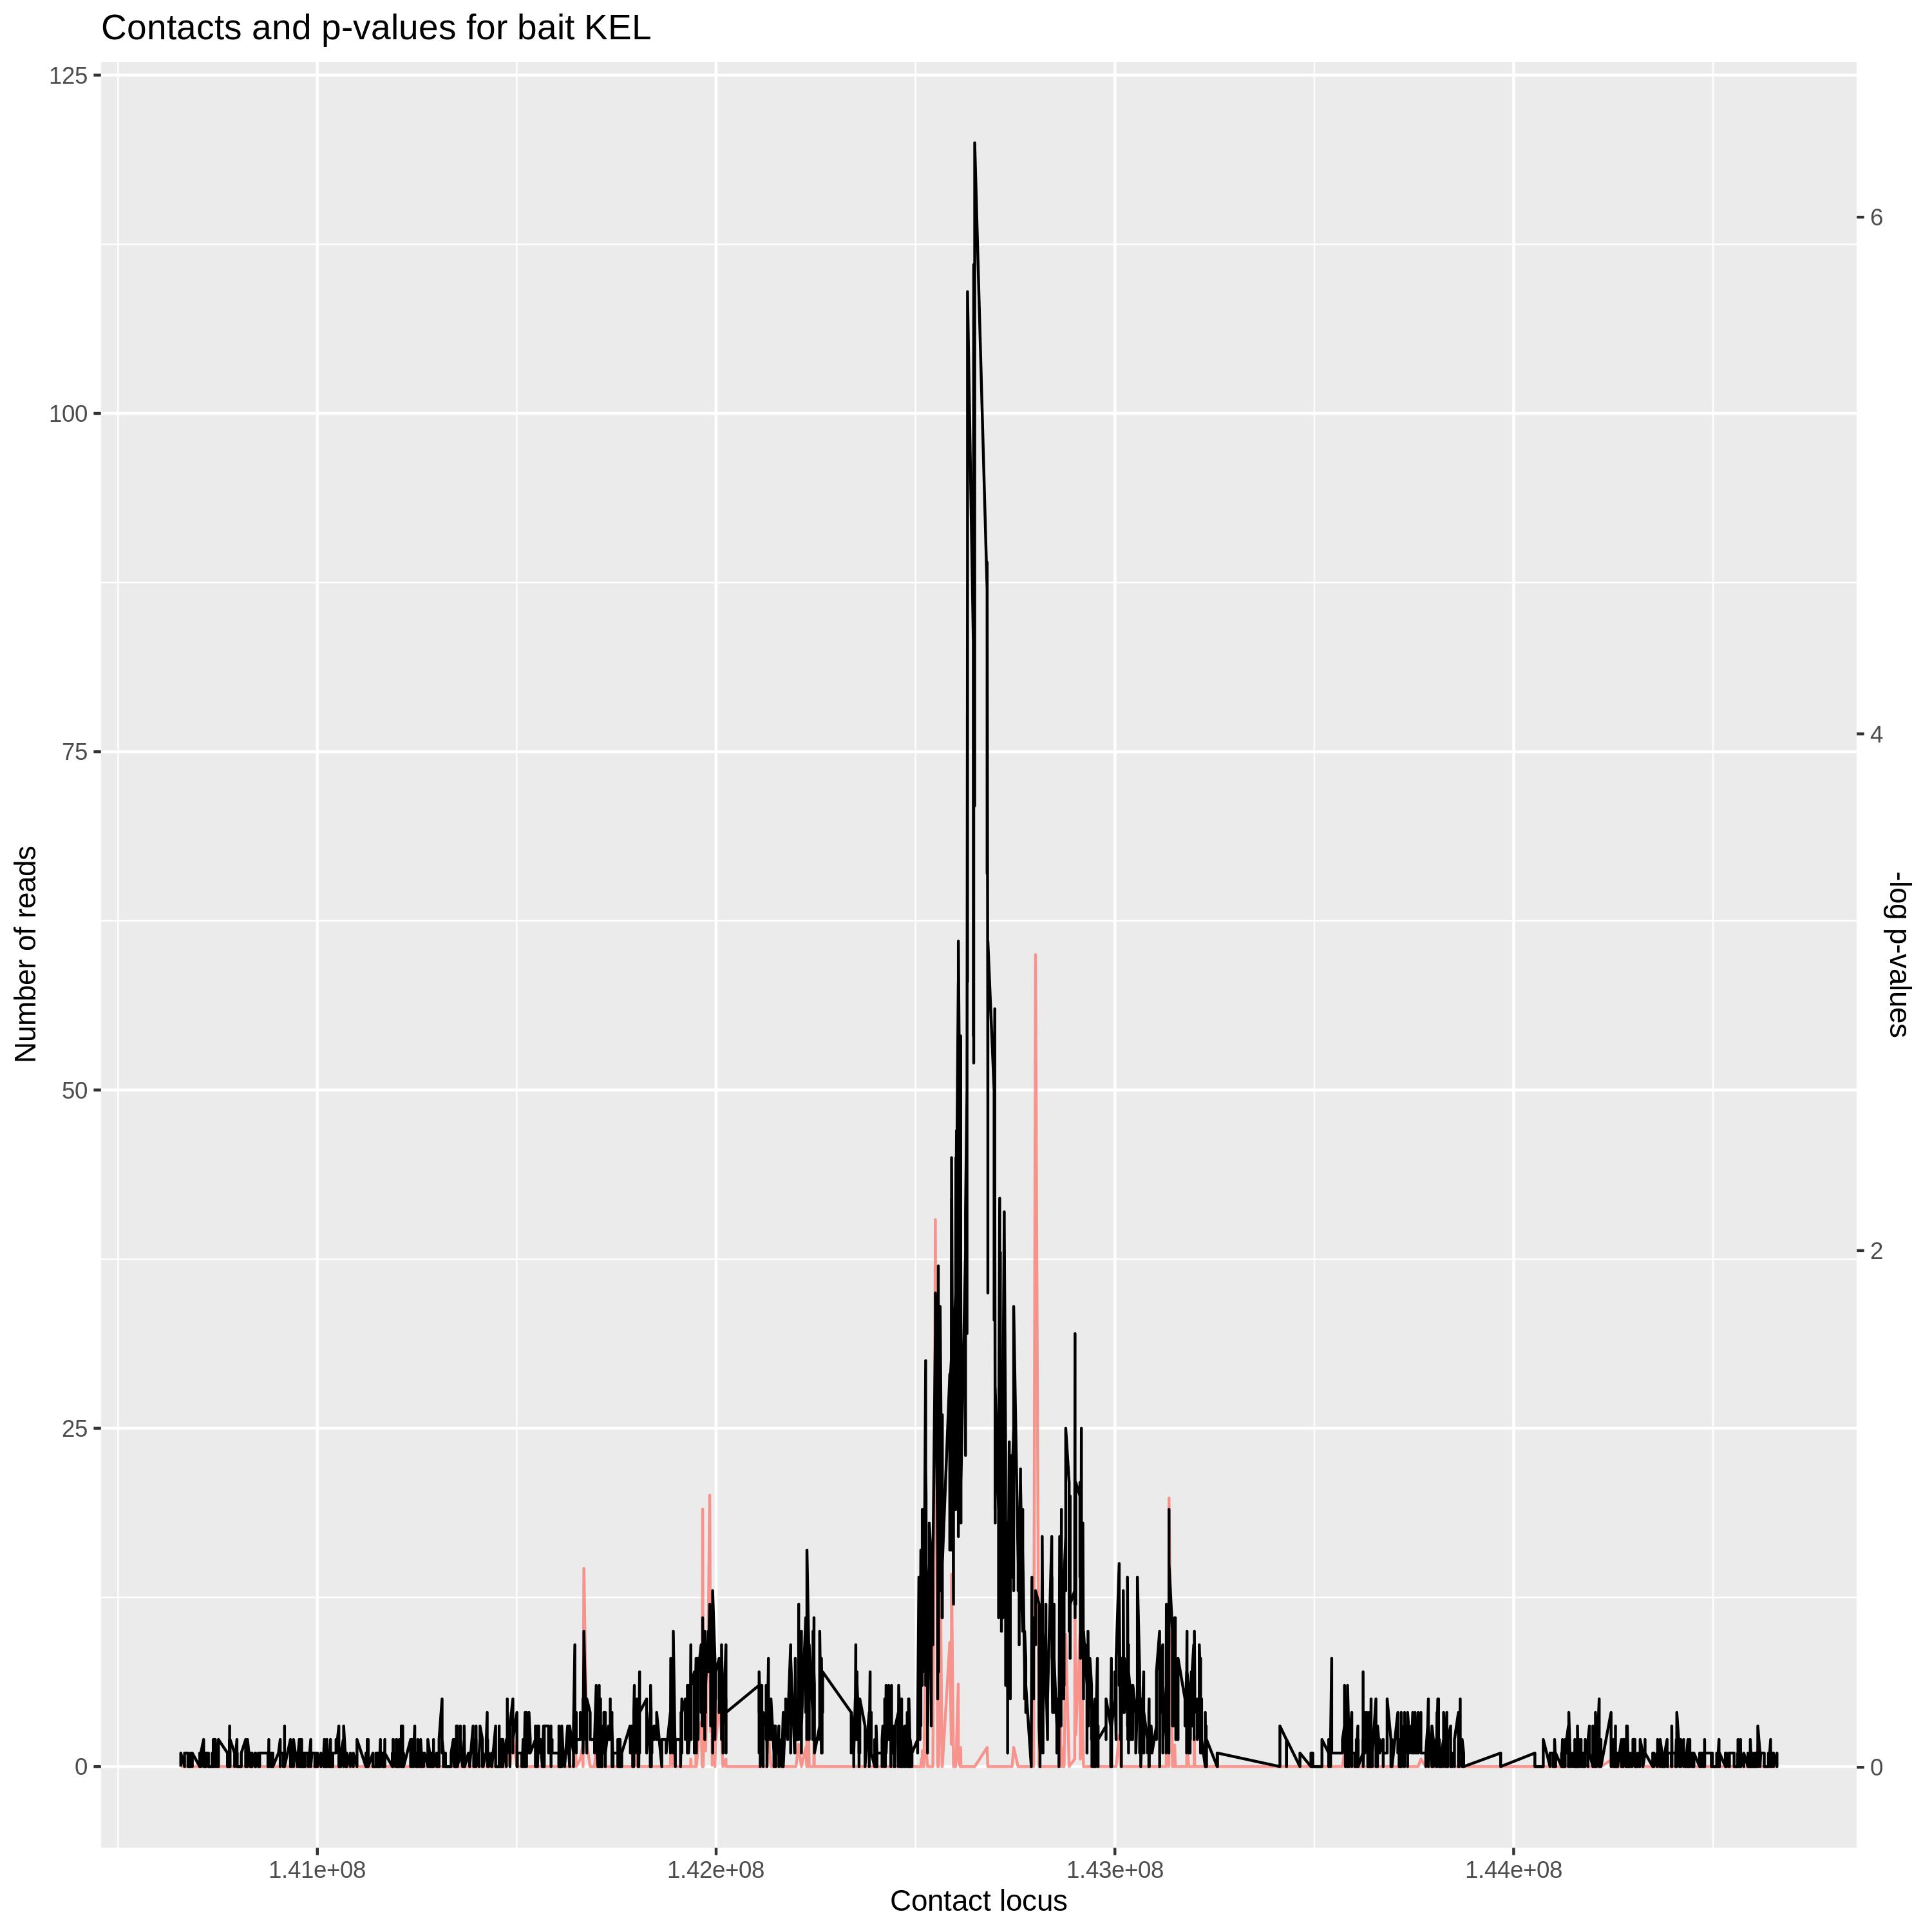 Contacts and p-values for bait KEL
125
100
75
50
25
0
Number of reads
6
4
2
0
-log p-values
1.41e+08
1.42e+08
1.43e+08
1.44e+08
Contact locus